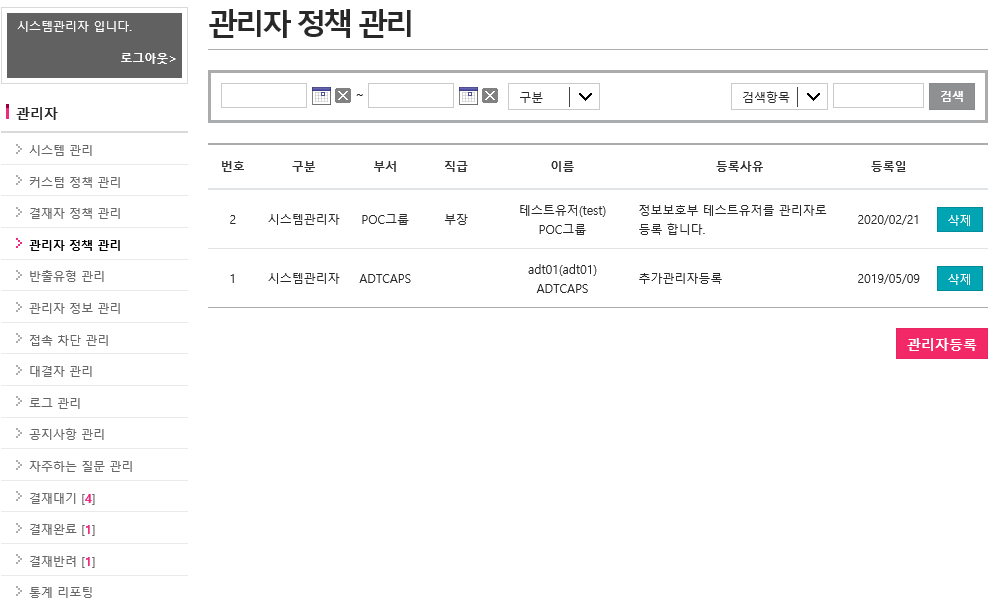 시스템관리자 입니다.
로그아웃>
관리자
시스템 관리
커스텀 정책 관리
결재자 정책 관리
관리자 정책 관리
반출유형 관리
관리자 정보 관리
접속 차단 관리
대결자 관리
로그 관리
공지사항 관리
자주하는 질문 관리
결재대기 [4]
결재완료 [1]
결재반려 [1]
통계 리포팅
관리자 정책 관리
~ 구분 검색항목 검색
번호 구분 부서 직급 이름 등록사유 등록일
2 시스템관리자 POC그룹 부장 테스트유저(test) 정보보호부 테스트유저를 관리자로 2020/02/21 삭제
POC그룹 등록 합니다.
1 시스템관리자 ADTCAPS adt01(adt01) 추가관리자등록 2019/05/09 삭제
ADTCAPS
관리자등록